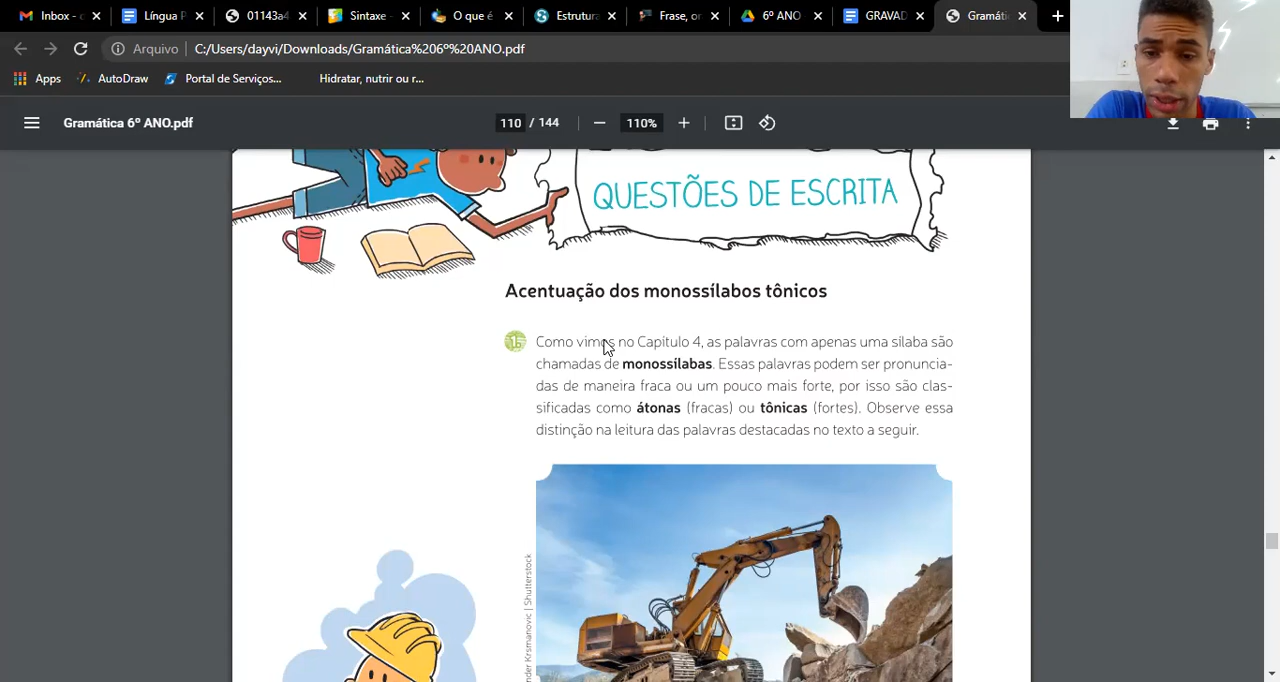 Inbox - c
Língua P
01143a4
Sintaxe -
O que é
Estrutura
Frase, or
6º ANO
GRAVAD
Gramátic
Arquivo
C:/Users/dayvi/Downloads/Gramática%206º%20ANO.pdf
Apps
AutoDraw
Portal de Serviços...
Hidratar, nutrir ou r...
Gramática 6º ANO.pdf
110 / 144
110%
QUESTÕES DE ESCRITA
Acentuação dos monossílabos tônicos
1. Como vimos no Capítulo 4, as palavras com apenas uma sílaba são
chamadas de monossílabas. Essas palavras podem ser pronuncia-
das de maneira fraca ou um pouco mais forte, por isso são clas-
sificadas como átonas (fracas) ou tônicas (fortes). Observe essa
distinção na leitura das palavras destacadas no texto a seguir.
Krsmanovic | Shutterstock